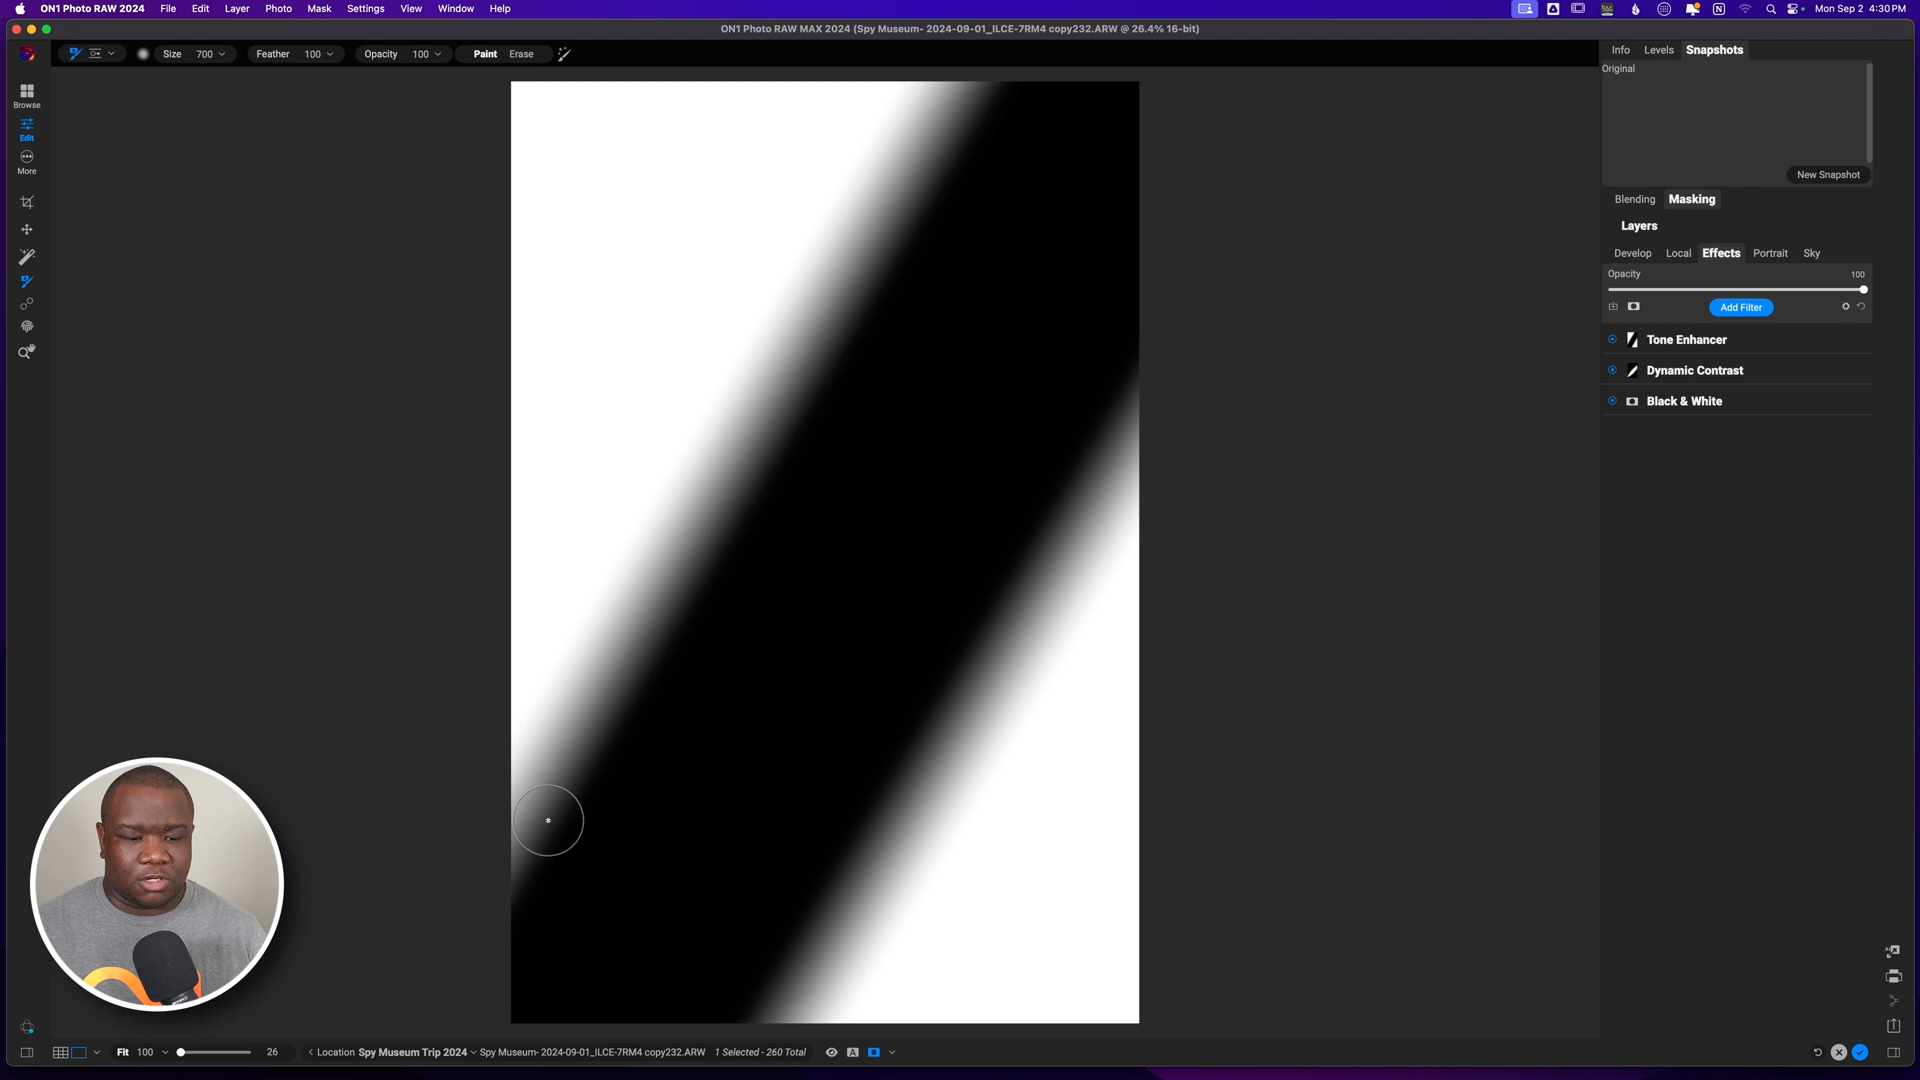 ON1 Photo RAW 2024 File Edit Layer Photo Mask Settings View Window Help Mon Sep 2 4:30 PM
ON1 Photo RAW MAX 2024 (Spy Museum- 2024-09-01_ILCE-7RM4 copy232.ARW @ 26.4% 16-bit)
Size 700 Feather 100 Opacity 100 Paint Erase
Info Levels Snapshots
Original
New Snapshot
Browse
Edit
More
Blending Masking
Layers
Develop Local Effects Portrait Sky
Opacity 100
Add Filter
Tone Enhancer
Dynamic Contrast
Black & White
Fit 100 26 Location Spy Museum Trip 2024 Spy Museum- 2024-09-01_ILCE-7RM4 copy232.ARW 1 Selected - 260 Total A